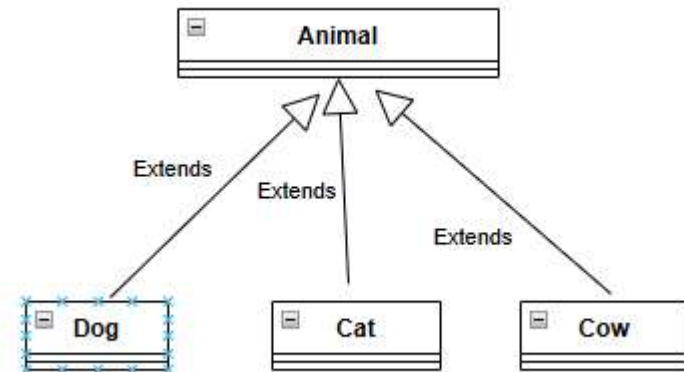 Animal
Extends
Extends
Extends
Dog
Cat
Cow